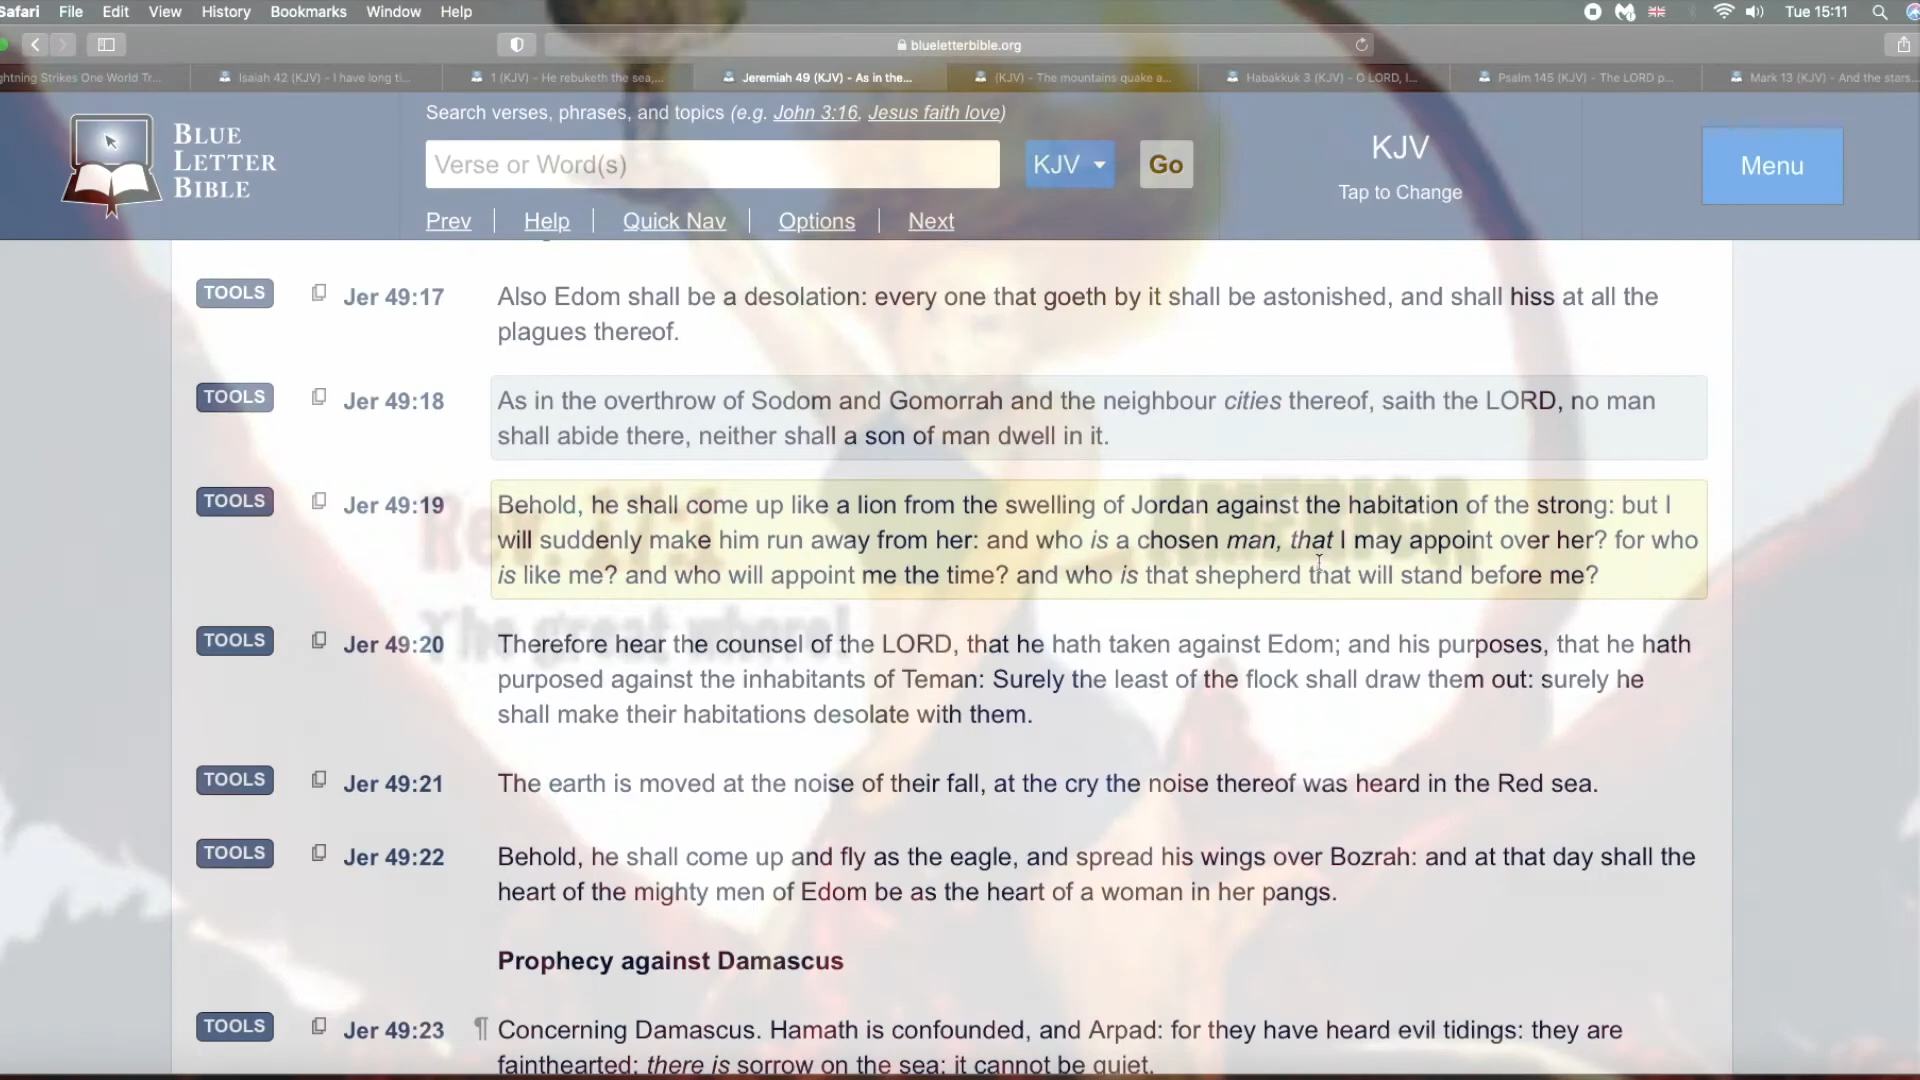 Safari File Edit View History Bookmarks Window Help Tue 15:11
blueletterbible.org
ghtning Strikes One World Tr... Isaiah 42 (KJV) - I have long ti... 1 (KJV) - He rebuketh the sea,... Jeremiah 49 (KJV) - As in the... (KJV) - The mountains quake a... Habakkuk 3 (KJV) - O LORD, I... Psalm 145 (KJV) - The LORD p... Mark 13 (KJV) - And the stars...
BLUE
LETTER
BIBLE
Search verses, phrases, and topics (e.g. John 3:16, Jesus faith love)
Verse or Word(s) KJV Go
Prev Help Quick Nav Options Next
KJV
Tap to Change
Menu
TOOLS Jer 49:17 Also Edom shall be a desolation: every one that goeth by it shall be astonished, and shall hiss at all the
plagues thereof.
TOOLS Jer 49:18 As in the overthrow of Sodom and Gomorrah and the neighbour cities thereof, saith the LORD, no man
shall abide there, neither shall a son of man dwell in it.
TOOLS Jer 49:19 Behold, he shall come up like a lion from the swelling of Jordan against the habitation of the strong: but I
will suddenly make him run away from her: and who is a chosen man, that I may appoint over her? for who
is like me? and who will appoint me the time? and who is that shepherd that will stand before me?
Rev. 17:1 AMERICA
The great whore!
TOOLS Jer 49:20 Therefore hear the counsel of the LORD, that he hath taken against Edom; and his purposes, that he hath
purposed against the inhabitants of Teman: Surely the least of the flock shall draw them out: surely he
shall make their habitations desolate with them.
TOOLS Jer 49:21 The earth is moved at the noise of their fall, at the cry the noise thereof was heard in the Red sea.
TOOLS Jer 49:22 Behold, he shall come up and fly as the eagle, and spread his wings over Bozrah: and at that day shall the
heart of the mighty men of Edom be as the heart of a woman in her pangs.
Prophecy against Damascus
TOOLS Jer 49:23 ¶ Concerning Damascus. Hamath is confounded, and Arpad: for they have heard evil tidings: they are
fainthearted; there is sorrow on the sea; it cannot be quiet.